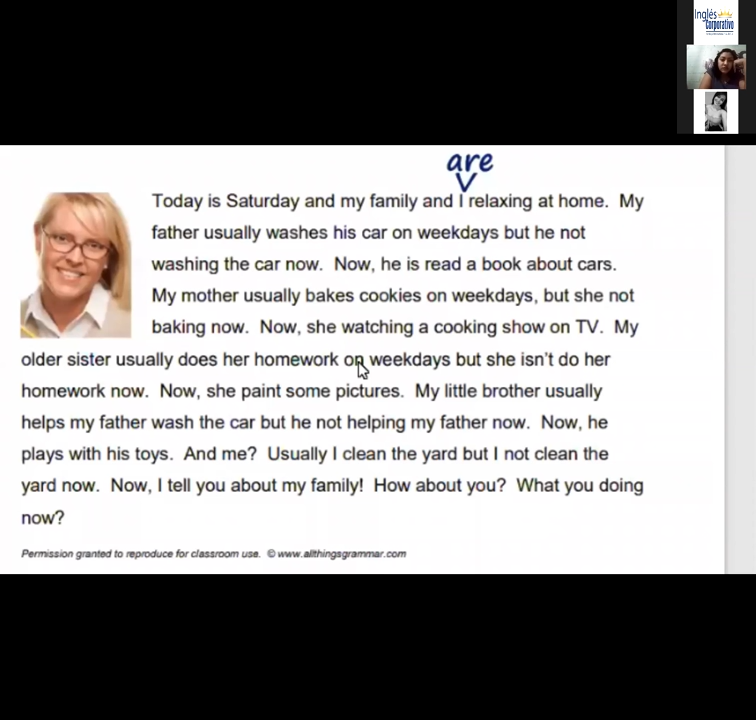 Inglés
Corporativo
are
Today is Saturday and my family and I relaxing at home. My
father usually washes his car on weekdays but he not
washing the car now. Now, he is read a book about cars.
My mother usually bakes cookies on weekdays, but she not
baking now. Now, she watching a cooking show on TV. My
older sister usually does her homework on weekdays but she isn't do her
homework now. Now, she paint some pictures. My little brother usually
helps my father wash the car but he not helping my father now. Now, he
plays with his toys. And me? Usually I clean the yard but I not clean the
yard now. Now, I tell you about my family! How about you? What you doing
now?
Permission granted to reproduce for classroom use. © www.allthingsgrammar.com